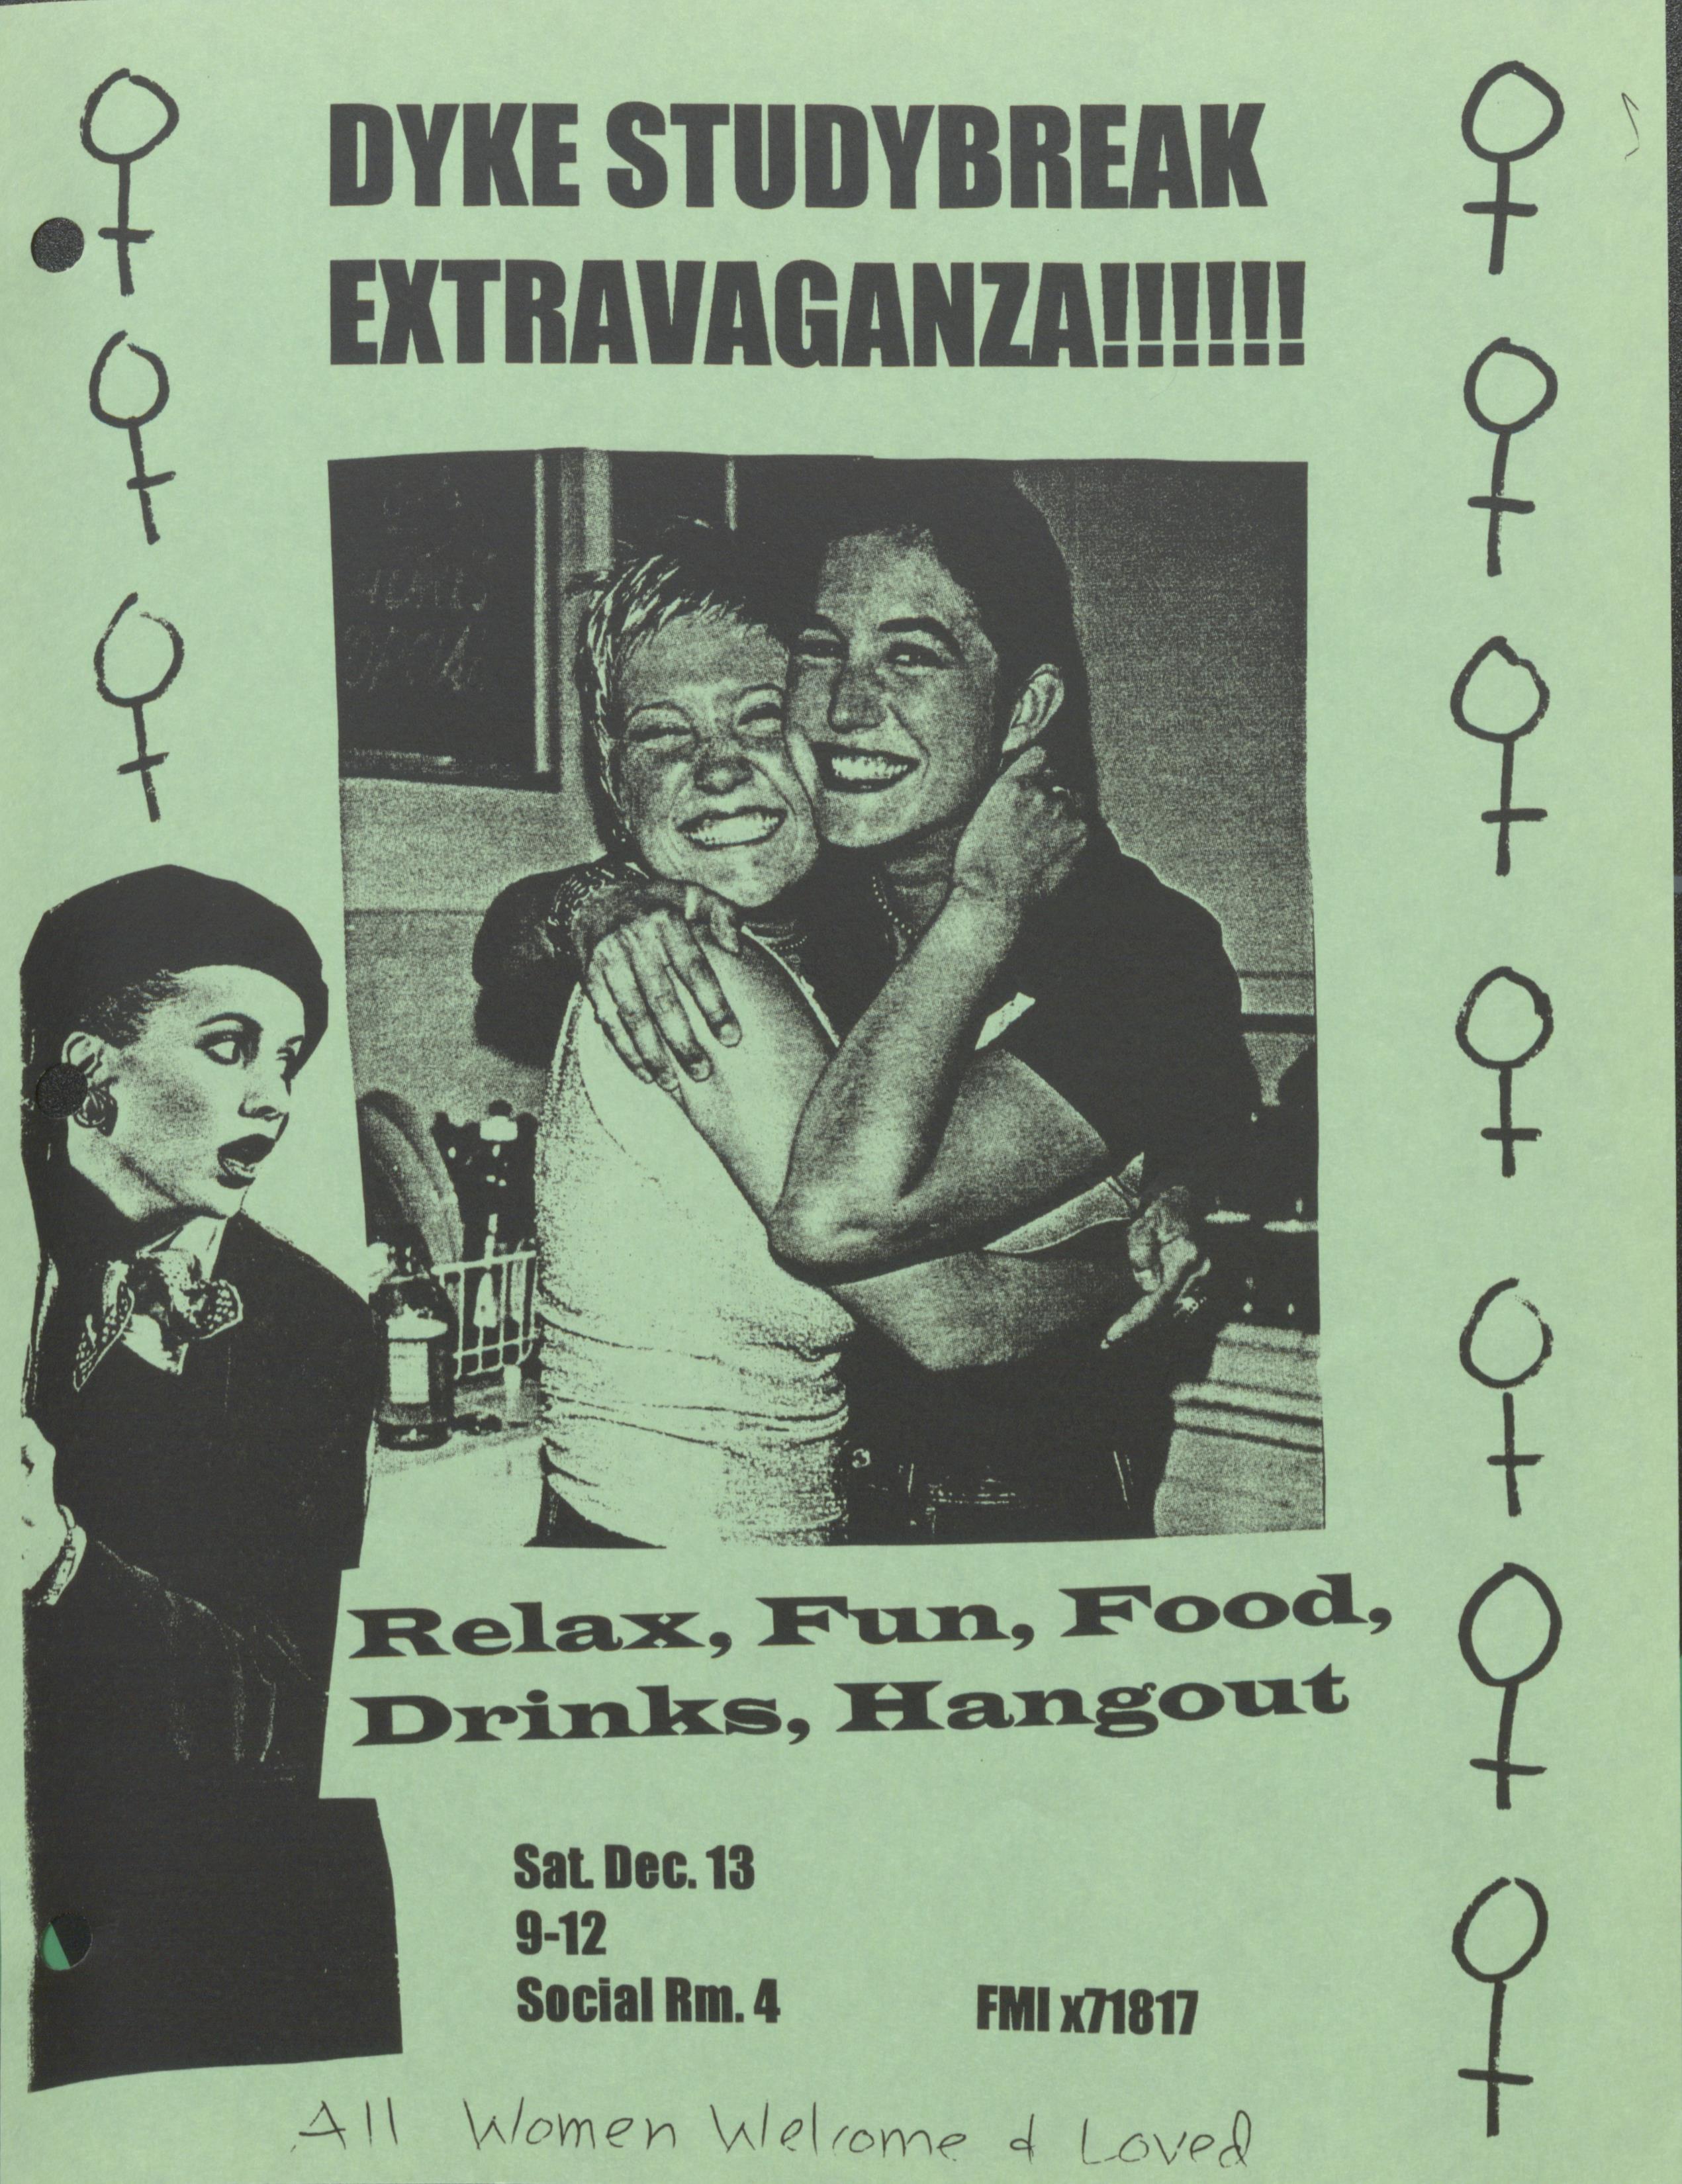 DYKE STUDYBREAK
EXTRAVAGANZA!!!!!!
Relax, Fun, Food,
Drinks, Hangout
Sat. Dec. 13
9-12
Social Rm. 4
FMI x71817
All Women Welcome & Loved